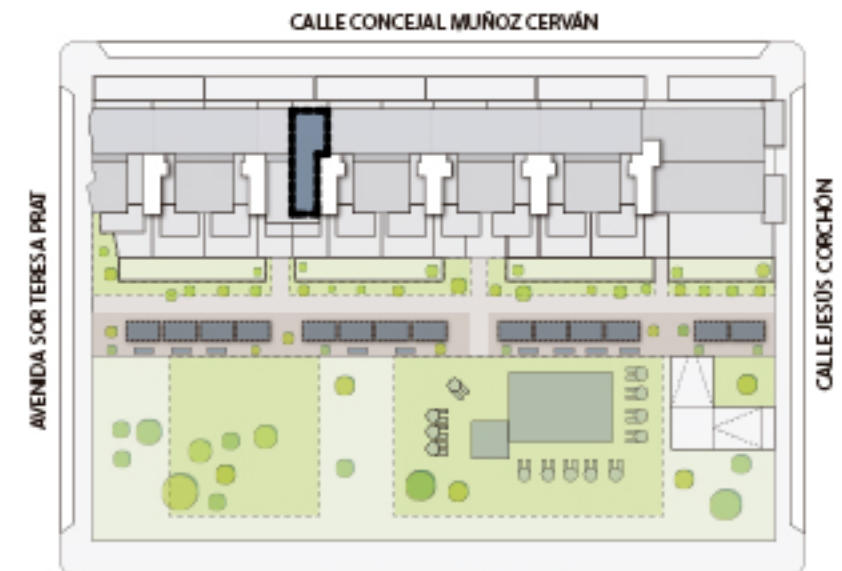 CALLE CONCEJAL MUÑOZ CERVÁN
AVENIDA SOR TERESA PRAT
CALLE JESÚS CORCHÓN